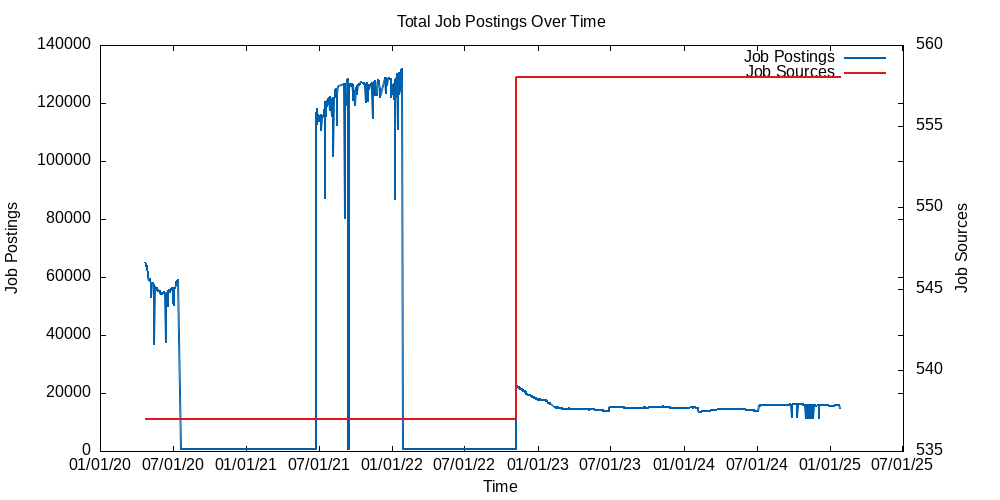 Total Job Postings Over Time
140000
120000
100000
80000
60000
40000
20000
0
560
555
550
545
540
535
Job Postings
Job Sources
Job Postings
Job Sources
01/01/20 07/01/20 01/01/21 07/01/21 01/01/22 07/01/22 01/01/23 07/01/23 01/01/24 07/01/24 01/01/25 07/01/25
Time